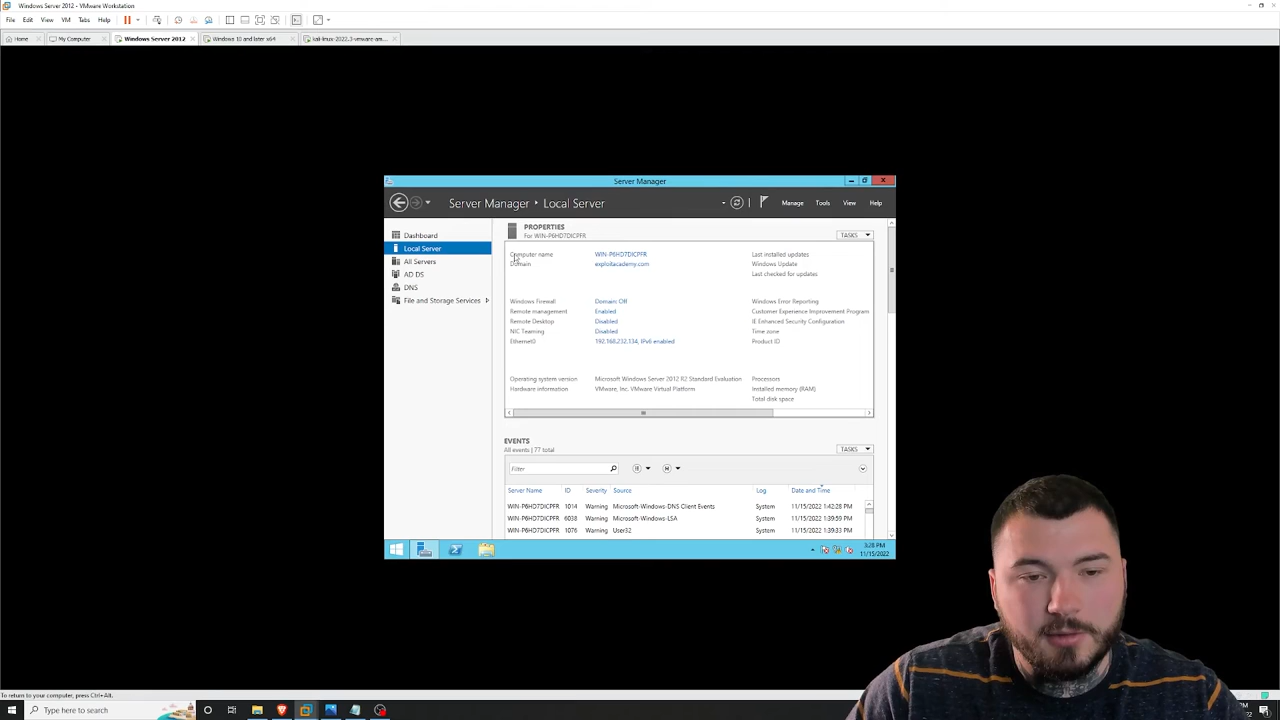 Windows Server 2012 - VMware Workstation
File Edit View VM Tabs Help
Home My Computer Windows Server 2012 Windows 10 and later x64 kali-linux-2022.3-vmware-am...
Server Manager
Server Manager Local Server
Manage Tools View Help
Dashboard
Local Server
All Servers
AD DS
DNS
File and Storage Services
PROPERTIES
For WIN-P6HD7DICPFR
TASKS
Computer name WIN-P6HD7DICPFR Last installed updates
Domain exploitacademy.com Windows Update
Last checked for updates
Windows Firewall Domain: Off Windows Error Reporting
Remote management Enabled Customer Experience Improvement Program
Remote Desktop Disabled IE Enhanced Security Configuration
NIC Teaming Disabled Time zone
Ethernet0 192.168.232.134, IPv6 enabled Product ID
Operating system version Microsoft Windows Server 2012 R2 Standard Evaluation Processors
Hardware information VMware, Inc. VMware Virtual Platform Installed memory (RAM)
Total disk space
EVENTS
All events | 77 total
TASKS
Filter
Server Name ID Severity Source Log Date and Time
WIN-P6HD7DICPFR 1014 Warning Microsoft-Windows-DNS Client Events System 11/15/2022 1:42:28 PM
WIN-P6HD7DICPFR 6038 Warning Microsoft-Windows-LSA System 11/15/2022 1:39:59 PM
WIN-P6HD7DICPFR 1076 Warning User32 System 11/15/2022 1:39:33 PM
3:28 PM
11/15/2022
To return to your computer, press Ctrl+Alt.
Type here to search